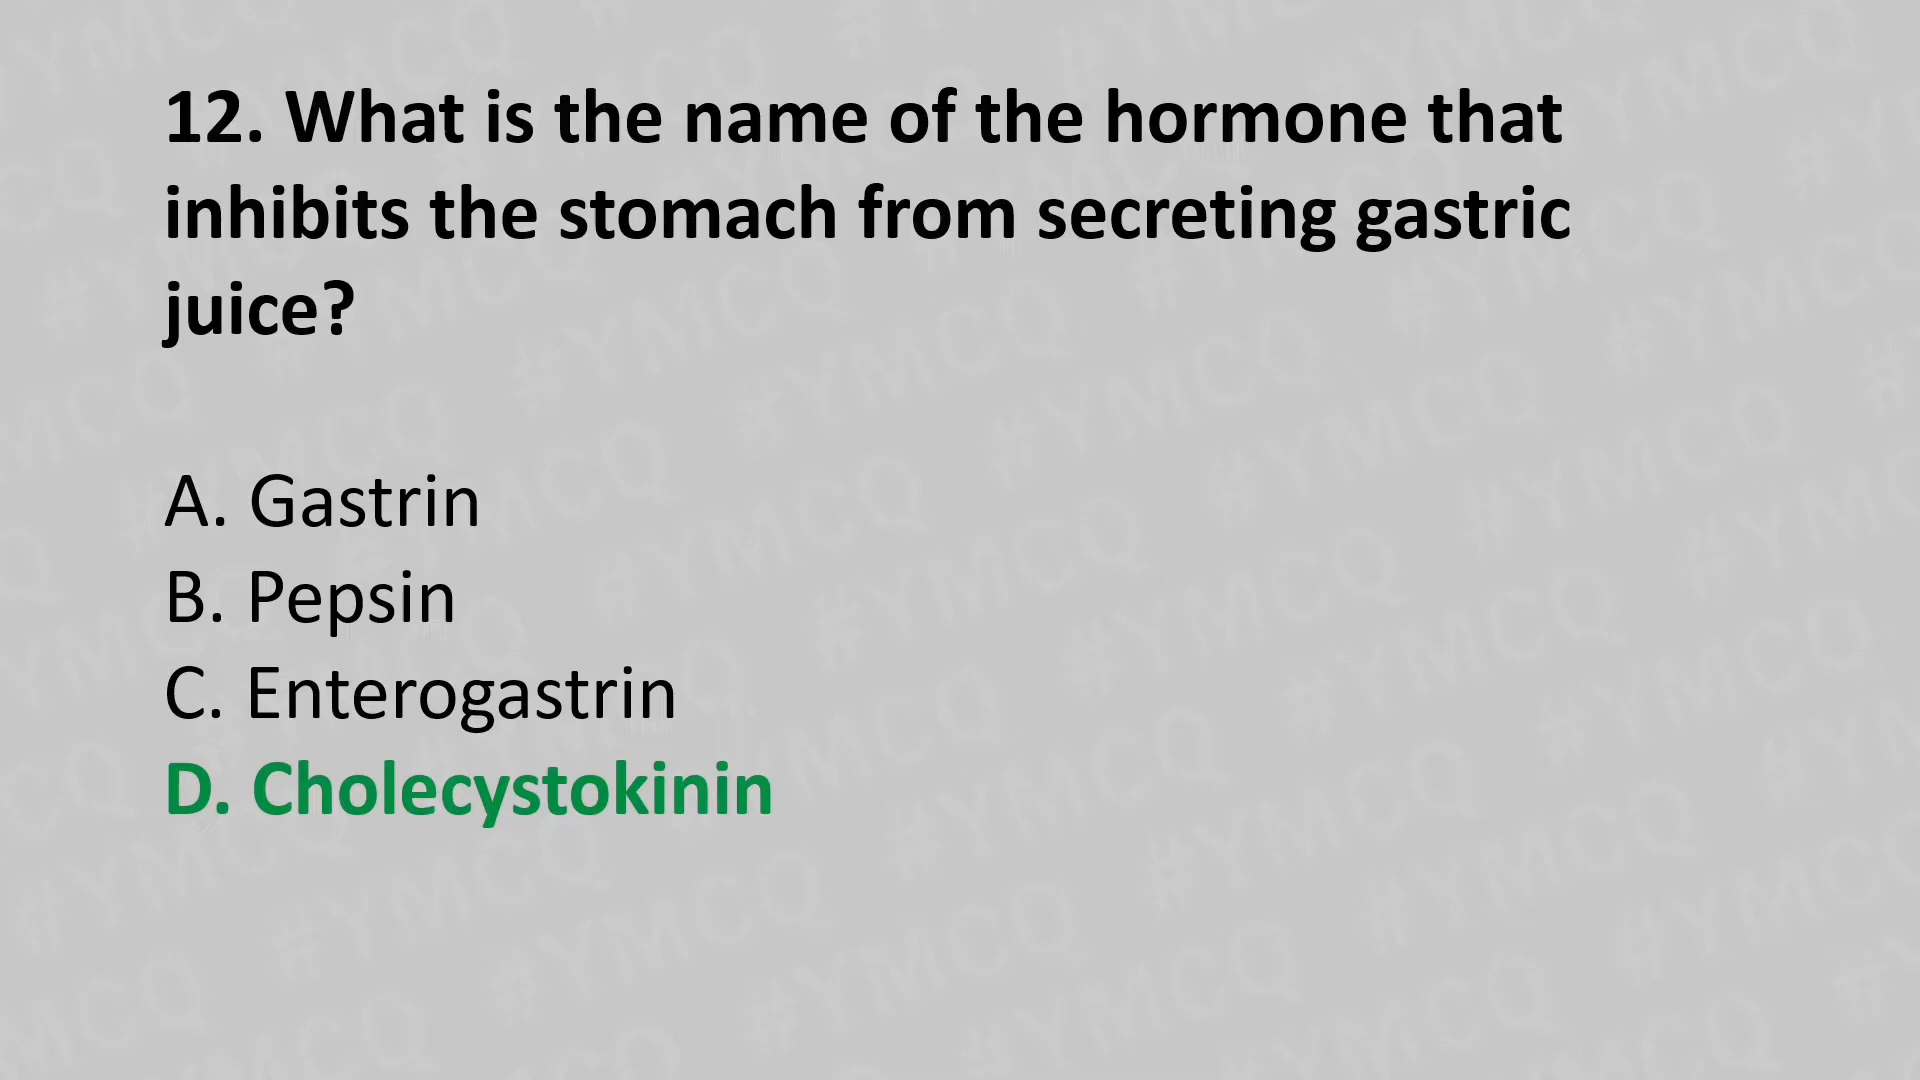 12. What is the name of the hormone that
inhibits the stomach from secreting gastric
juice?
A. Gastrin
B. Pepsin
C. Enterogastrin
D. Cholecystokinin
#YMCQ